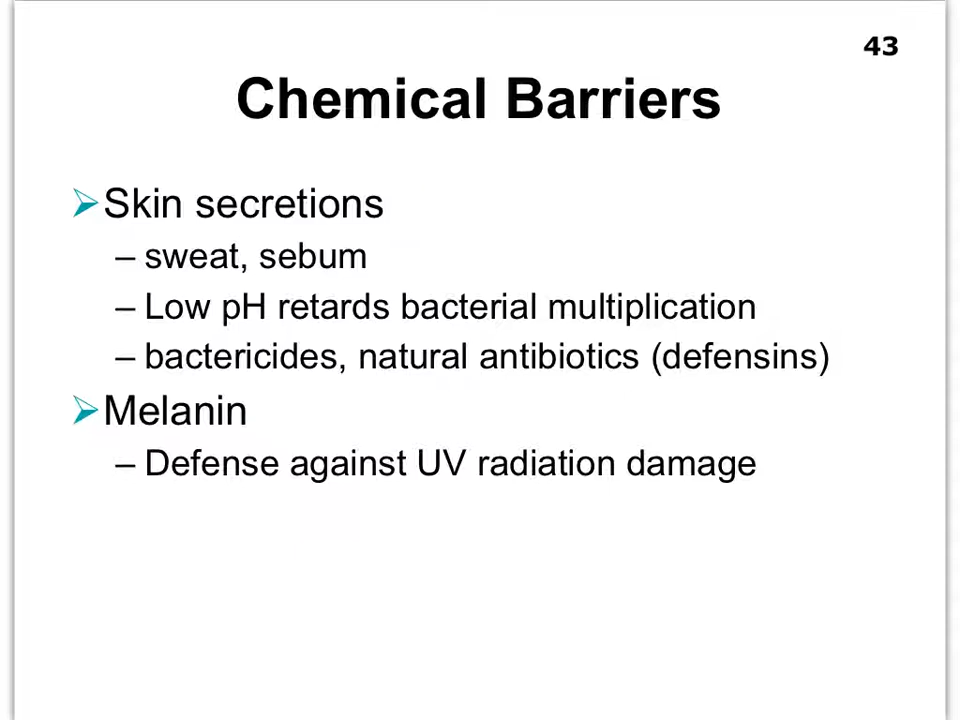 43
Chemical Barriers
➢Skin secretions
– sweat, sebum
– Low pH retards bacterial multiplication
– bactericides, natural antibiotics (defensins)
➢Melanin
– Defense against UV radiation damage